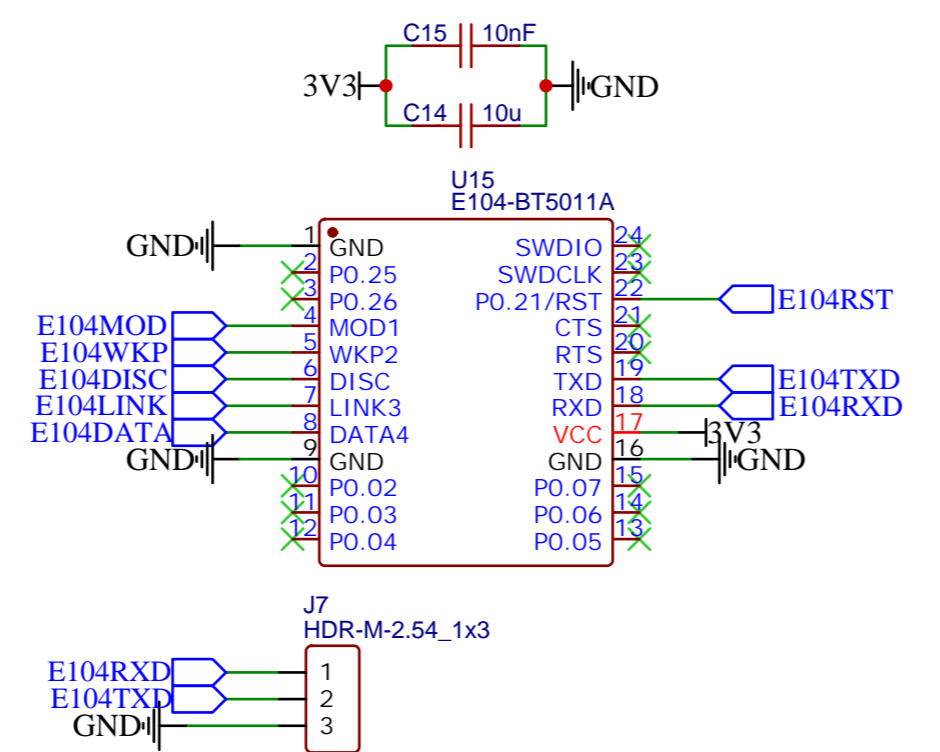 C15 10nF
3V3 GND
C14 10u
U15
E104-BT5011A
GND 1 GND SWDIO 24
2 P0.25 SWDCLK 23
3 P0.26 P0.21/RST 22 E104RST
E104MOD 4 MOD1 CTS 21
E104WKP 5 WKP2 RTS 20
E104DISC 6 DISC TXD 19 E104TXD
E104LINK 7 LINK3 RXD 18 E104RXD
E104DATA 8 DATA4 VCC 17 3V3
GND 9 GND GND 16 GND
10 P0.02 P0.07 15
11 P0.03 P0.06 14
12 P0.04 P0.05 13
J7
HDR-M-2.54_1x3
E104RXD 1
E104TXD 2
GND 3